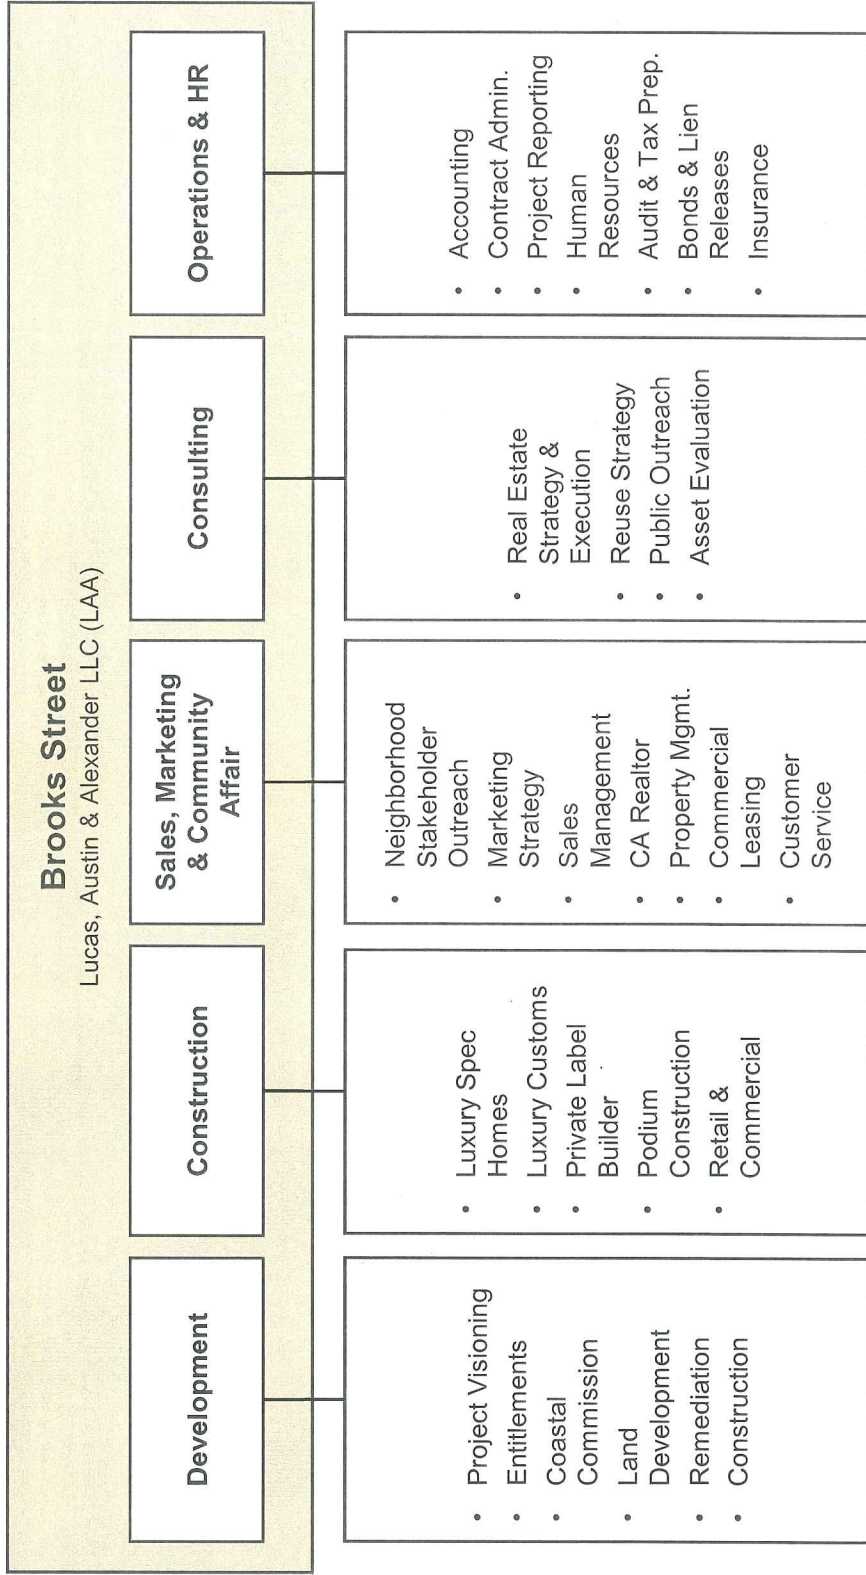 Brooks Street
Lucas, Austin & Alexander LLC (LAA)
Development
Construction
Sales, Marketing
& Community
Affair
Consulting
Operations & HR
• Project Visioning
• Entitlements
• Coastal
Commission
• Land
Development
• Remediation
• Construction
• Luxury Spec
Homes
• Luxury Customs
• Private Label
Builder
• Podium
Construction
• Retail &
Commercial
• Neighborhood
Stakeholder
Outreach
• Marketing
Strategy
• Sales
Management
• CA Realtor
• Property Mgmt.
• Commercial
Leasing
• Customer
Service
• Real Estate
Strategy &
Execution
• Reuse Strategy
• Public Outreach
• Asset Evaluation
• Accounting
• Contract Admin.
• Project Reporting
• Human
Resources
• Audit & Tax Prep.
• Bonds & Lien
Releases
• Insurance